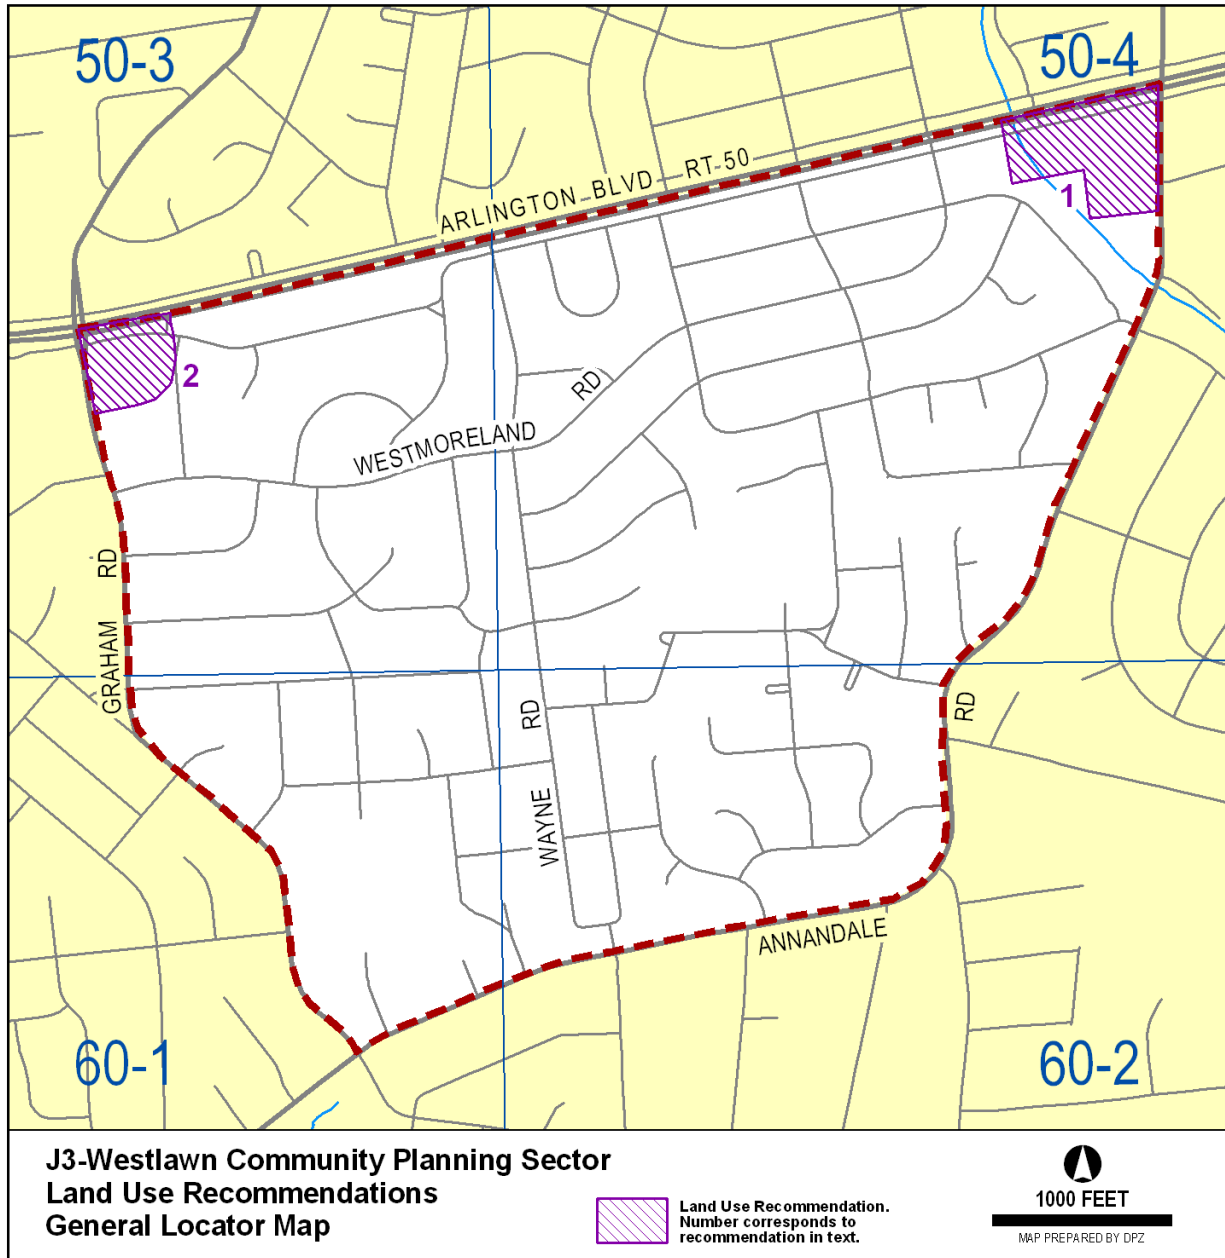 50-3
50-4
ARLINGTON BLVD RT 50
1
2
RD
WESTMORELAND
RD
GRAHAM
RD
RD
WAYNE
ANNANDALE
60-1
60-2
J3-Westlawn Community Planning Sector
Land Use Recommendations
General Locator Map
Land Use Recommendation.
Number corresponds to
recommendation in text.
1000 FEET
MAP PREPARED BY DPZ